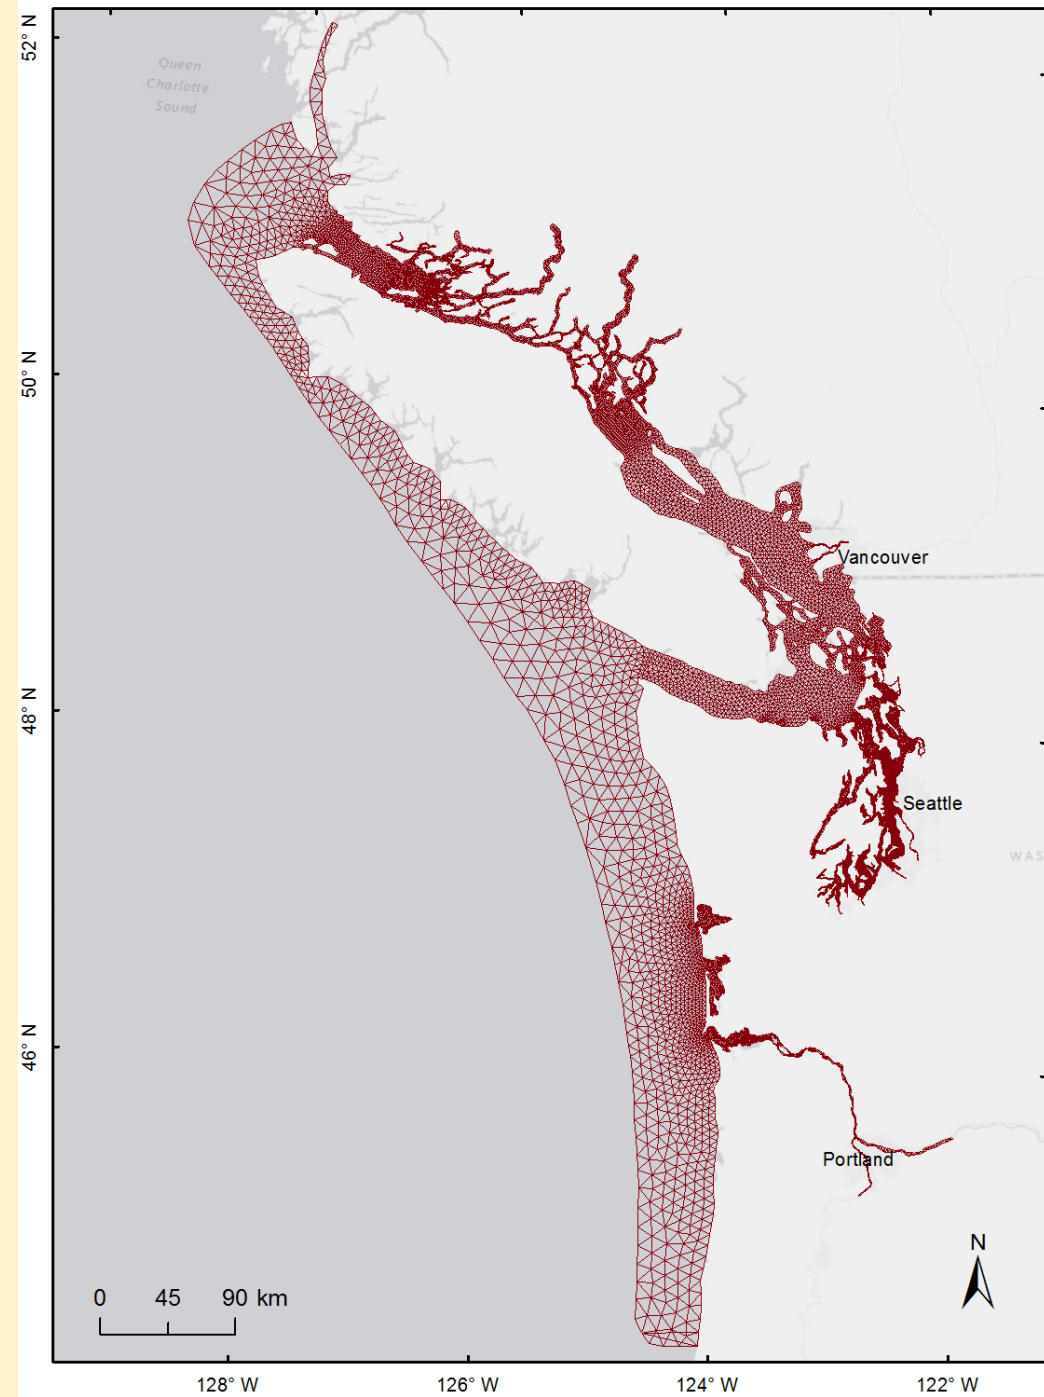 52° N
Queen
Charlotte
Sound
50° N
Vancouver
48° N
Seattle
WAS
46° N
Portland
N
0 45 90 km
128° W 126° W 124° W 122° W